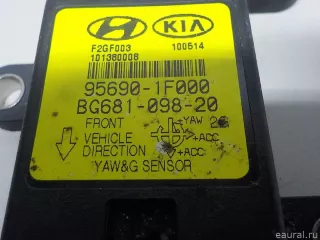 KIA
F2GF003 100514
101360008
95690-1F000
BG681-098-20
FRONT +YAW 2G
VEHICLE +ACC
DIRECTION +ACC
YAW&G SENSOR
eaural.ru